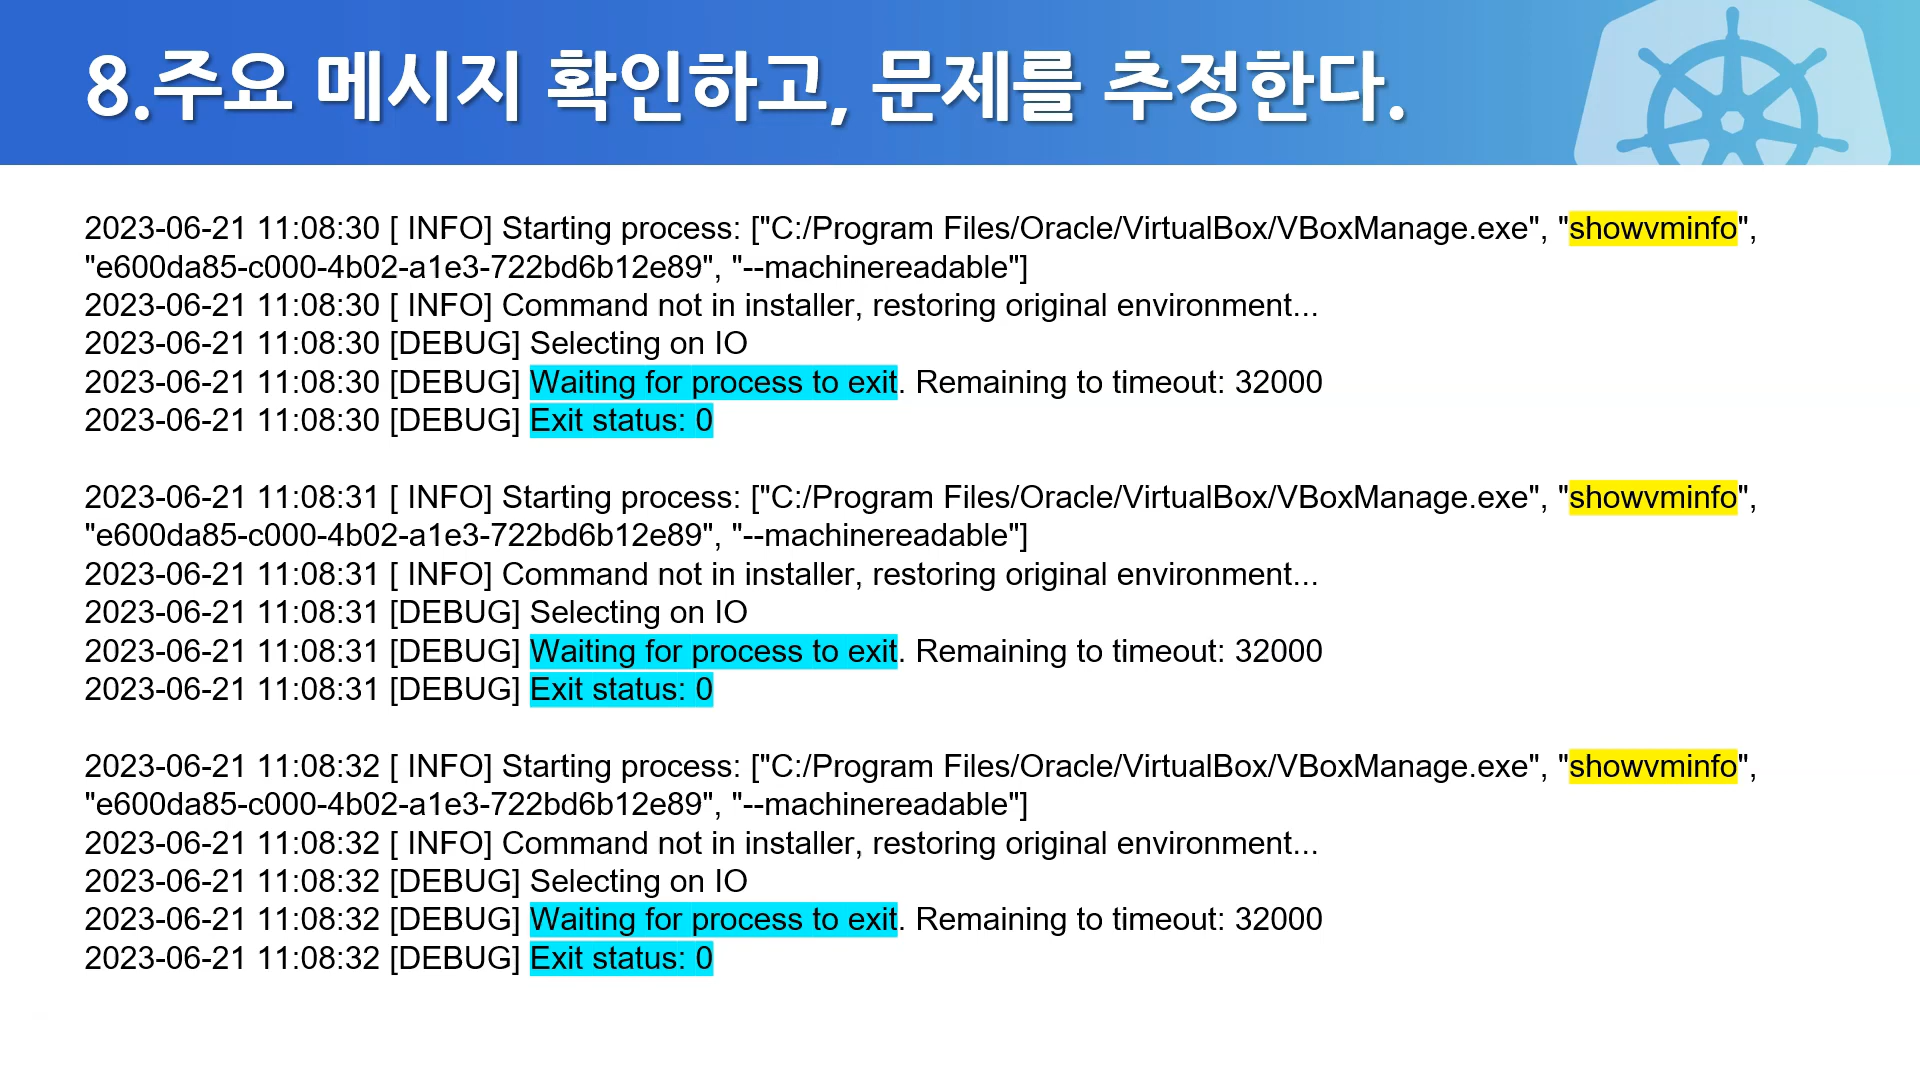 8.주요 메시지 확인하고, 문제를 추정한다.
2023-06-21 11:08:30 [ INFO] Starting process: ["C:/Program Files/Oracle/VirtualBox/VBoxManage.exe", "showvminfo",
"e600da85-c000-4b02-a1e3-722bd6b12e89", "--machinereadable"]
2023-06-21 11:08:30 [ INFO] Command not in installer, restoring original environment...
2023-06-21 11:08:30 [DEBUG] Selecting on IO
2023-06-21 11:08:30 [DEBUG] Waiting for process to exit. Remaining to timeout: 32000
2023-06-21 11:08:30 [DEBUG] Exit status: 0
2023-06-21 11:08:31 [ INFO] Starting process: ["C:/Program Files/Oracle/VirtualBox/VBoxManage.exe", "showvminfo",
"e600da85-c000-4b02-a1e3-722bd6b12e89", "--machinereadable"]
2023-06-21 11:08:31 [ INFO] Command not in installer, restoring original environment...
2023-06-21 11:08:31 [DEBUG] Selecting on IO
2023-06-21 11:08:31 [DEBUG] Waiting for process to exit. Remaining to timeout: 32000
2023-06-21 11:08:31 [DEBUG] Exit status: 0
2023-06-21 11:08:32 [ INFO] Starting process: ["C:/Program Files/Oracle/VirtualBox/VBoxManage.exe", "showvminfo",
"e600da85-c000-4b02-a1e3-722bd6b12e89", "--machinereadable"]
2023-06-21 11:08:32 [ INFO] Command not in installer, restoring original environment...
2023-06-21 11:08:32 [DEBUG] Selecting on IO
2023-06-21 11:08:32 [DEBUG] Waiting for process to exit. Remaining to timeout: 32000
2023-06-21 11:08:32 [DEBUG] Exit status: 0